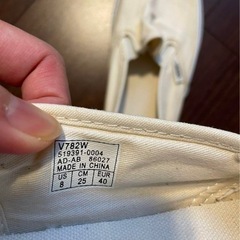 V782W
519391-0004
AD-AB 86027
MADE IN CHINA
US CM EUR
8 25 40